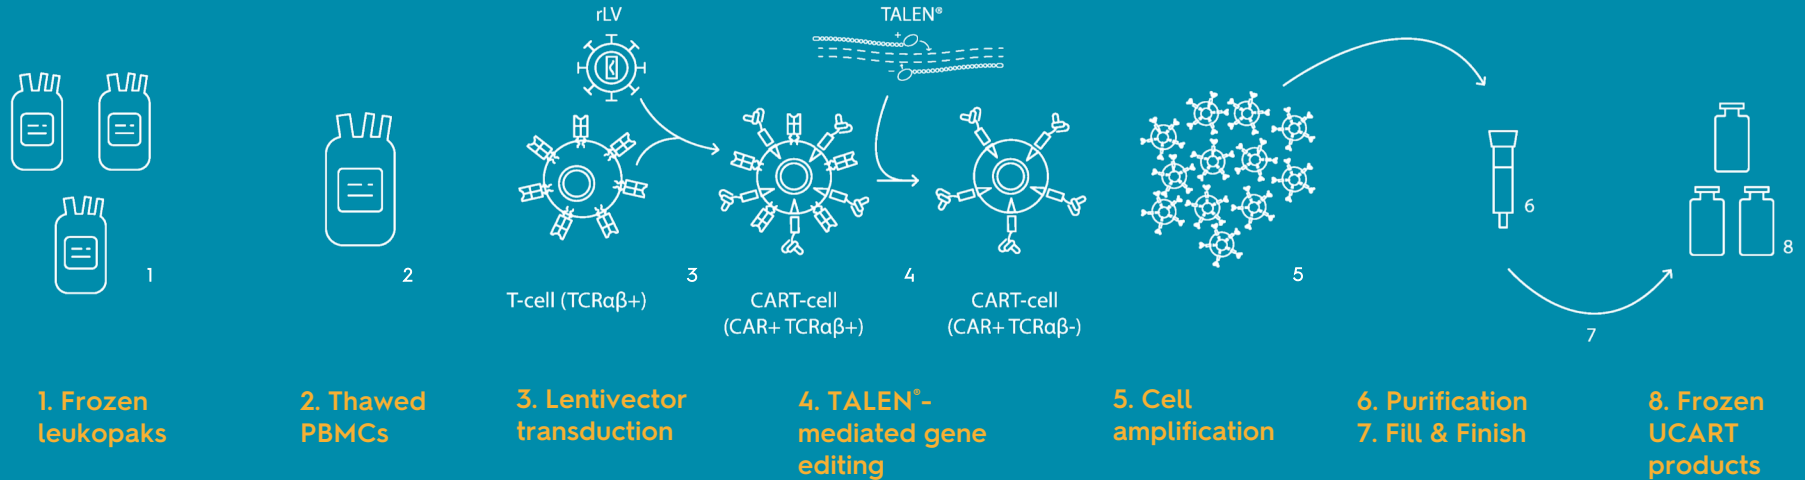 rLV
TALEN®
1
2
3
4
5
6
7
8
T-cell (TCRαβ+)
CART-cell
(CAR+ TCRαβ+)
CART-cell
(CAR+ TCRαβ-)
1. Frozen
leukopaks
2. Thawed
PBMCs
3. Lentivector
transduction
4. TALEN®-
mediated gene
editing
5. Cell
amplification
6. Purification
7. Fill & Finish
8. Frozen
UCART
products